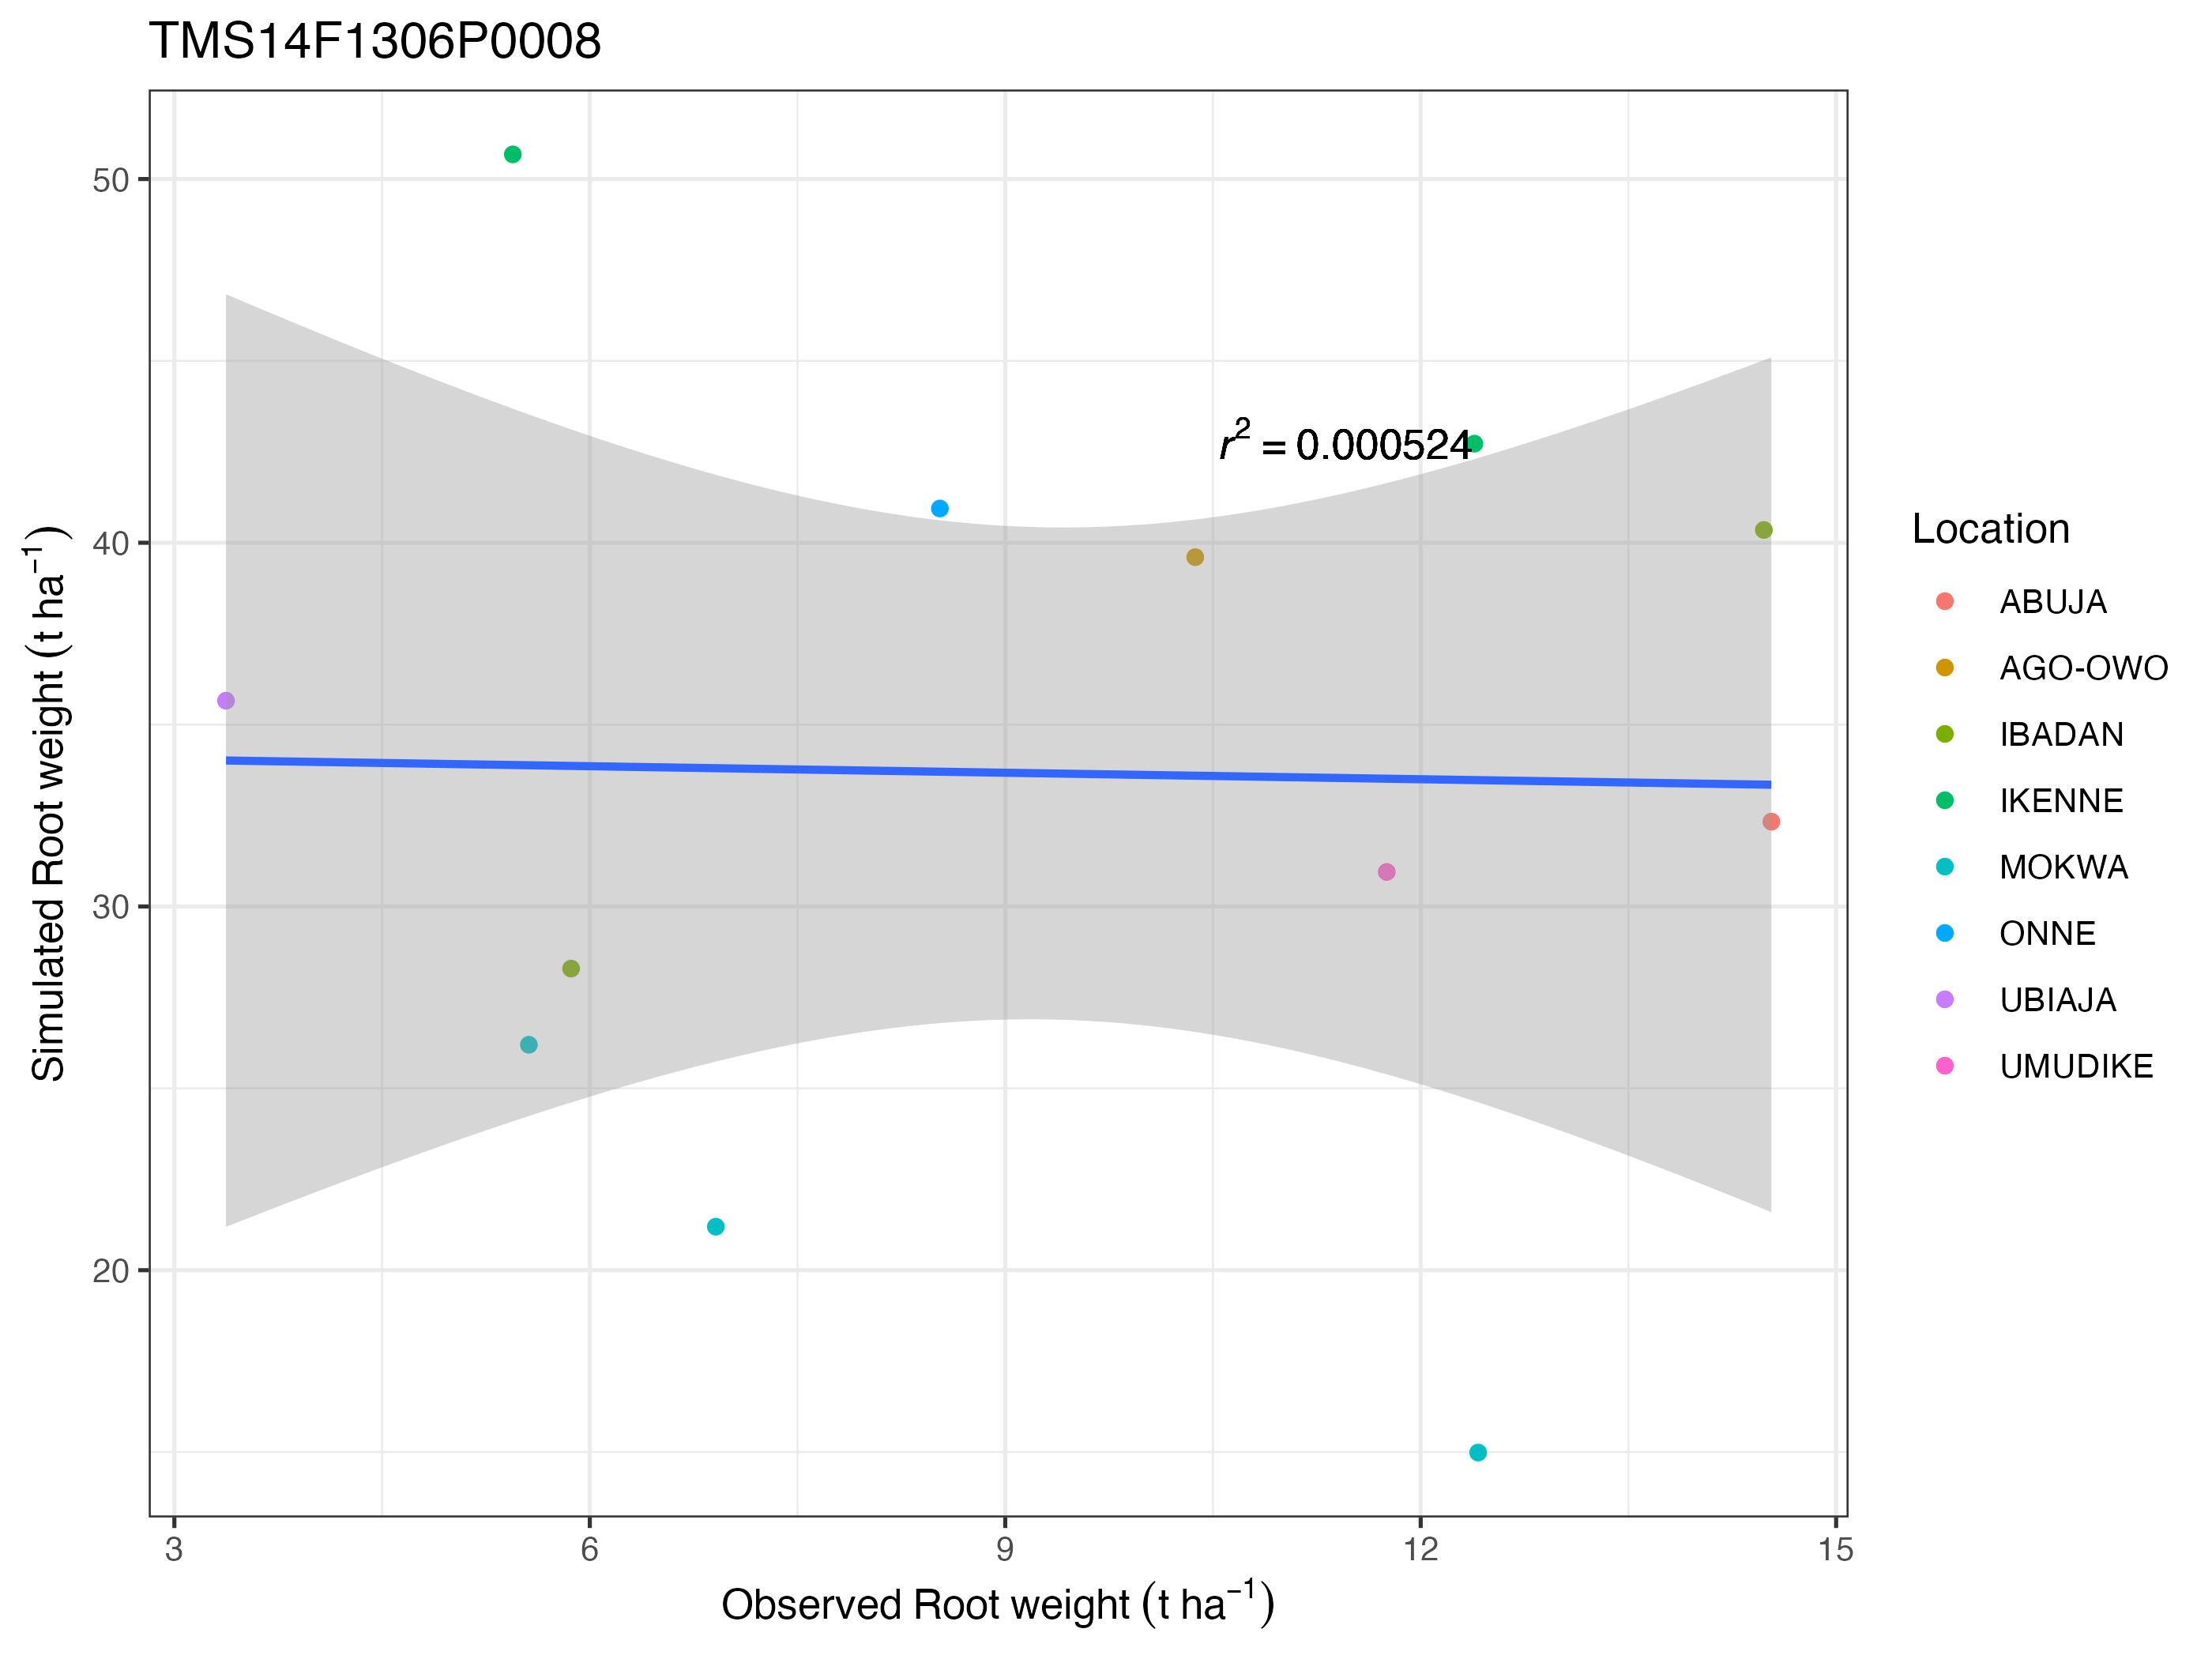 TMS14F1306P0008
50
40
30
20
Simulated Root weight (t ha⁻¹)
r² = 0.000524
3 6 9 12 15
Observed Root weight (t ha⁻¹)
Location
ABUJA
AGO-OWO
IBADAN
IKENNE
MOKWA
ONNE
UBIAJA
UMUDIKE